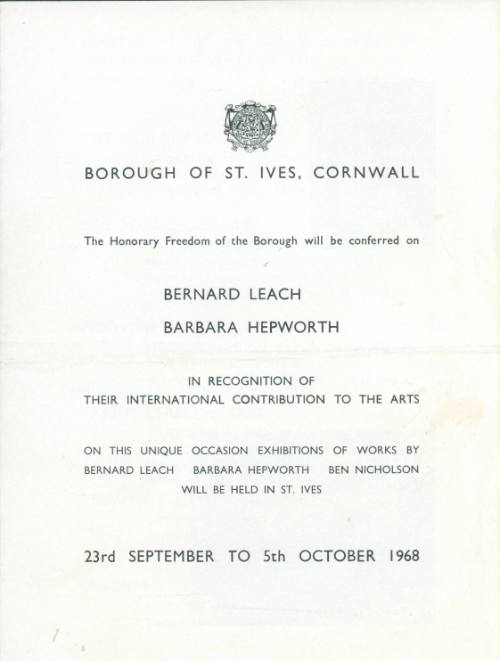 BOROUGH OF ST. IVES, CORNWALL
The Honorary Freedom of the Borough will be conferred on
BERNARD LEACH
BARBARA HEPWORTH
IN RECOGNITION OF
THEIR INTERNATIONAL CONTRIBUTION TO THE ARTS
ON THIS UNIQUE OCCASION EXHIBITIONS OF WORKS BY
BERNARD LEACH BARBARA HEPWORTH BEN NICHOLSON
WILL BE HELD IN ST. IVES
23rd SEPTEMBER TO 5th OCTOBER 1968